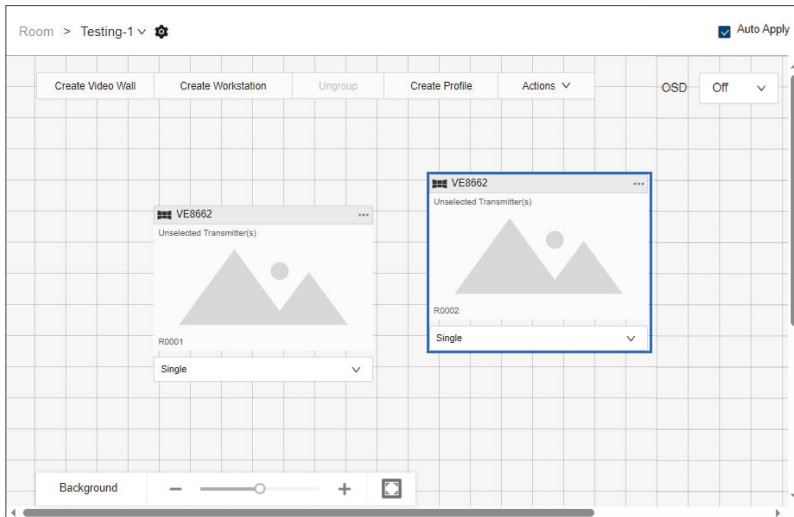 Room > Testing-1
Auto Apply
Create Video Wall
Create Workstation
Ungroup
Create Profile
Actions
OSD
Off
VE8662
Unselected Transmitter(s)
R0001
Single
VE8662
Unselected Transmitter(s)
R0002
Single
Background